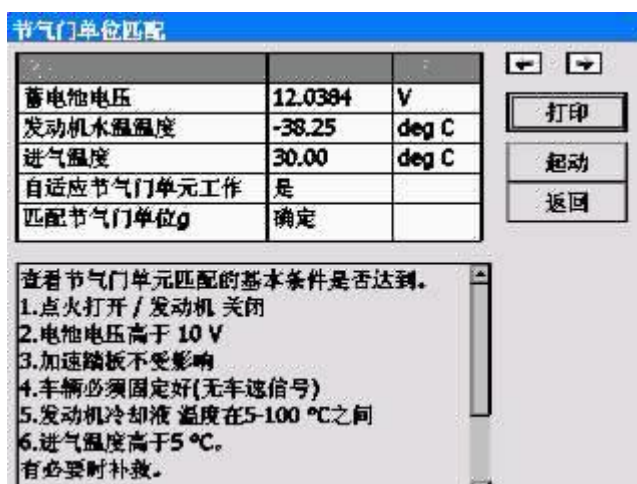 节气门单位匹配
蓄电池电压 12.0384 V
发动机水温温度 -38.25 deg C
进气温度 30.00 deg C
自适应节气门单元工作 是
匹配节气门单位g 确定
打印
起动
返回
查看节气门单元匹配的基本条件是否达到。
1.点火打开 / 发动机 关闭
2.电池电压高于 10 V
3.加速踏板不受影响
4.车辆必须固定好(无车速信号)
5.发动机冷却液 温度在5-100 °C之间
6.进气温度高于5 °C。
有必要时补救。